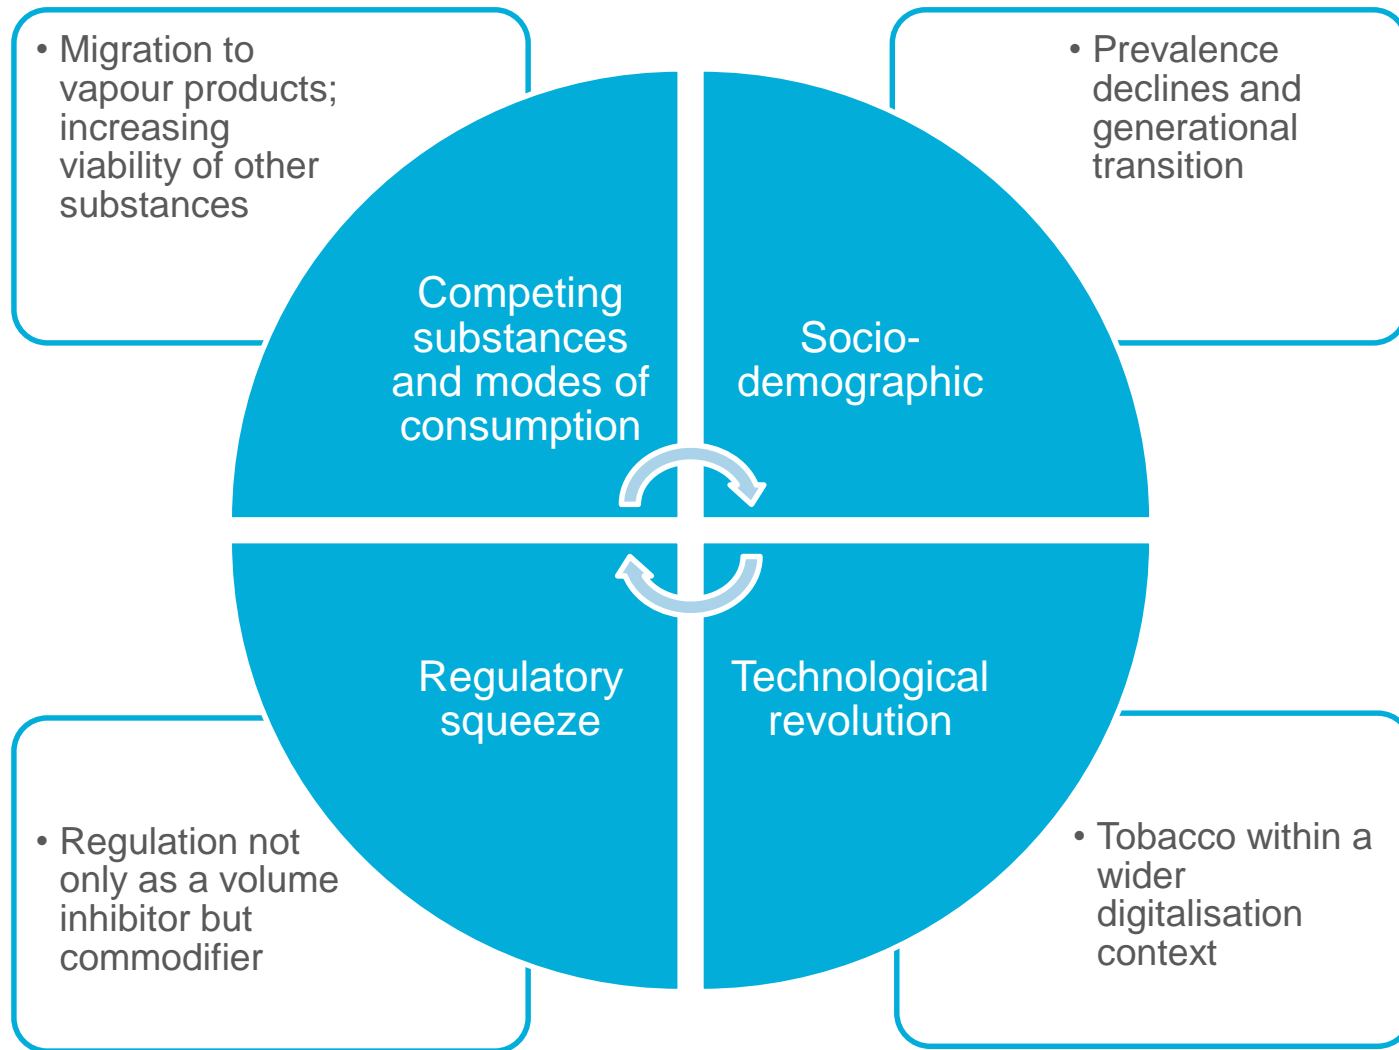 • Migration to
vapour products;
increasing
viability of other
substances
• Prevalence
declines and
generational
transition
Competing
substances
and modes of
consumption
Socio-
demographic
Regulatory
squeeze
Technological
revolution
• Regulation not
only as a volume
inhibitor but
commodifier
• Tobacco within a
wider
digitalisation
context